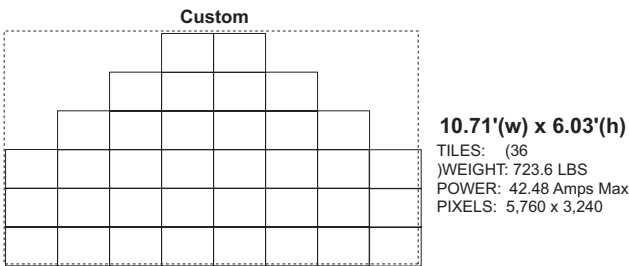 Custom
10.71'(w) x 6.03'(h)
TILES: (36
)WEIGHT: 723.6 LBS
POWER: 42.48 Amps Max
PIXELS: 5,760 x 3,240